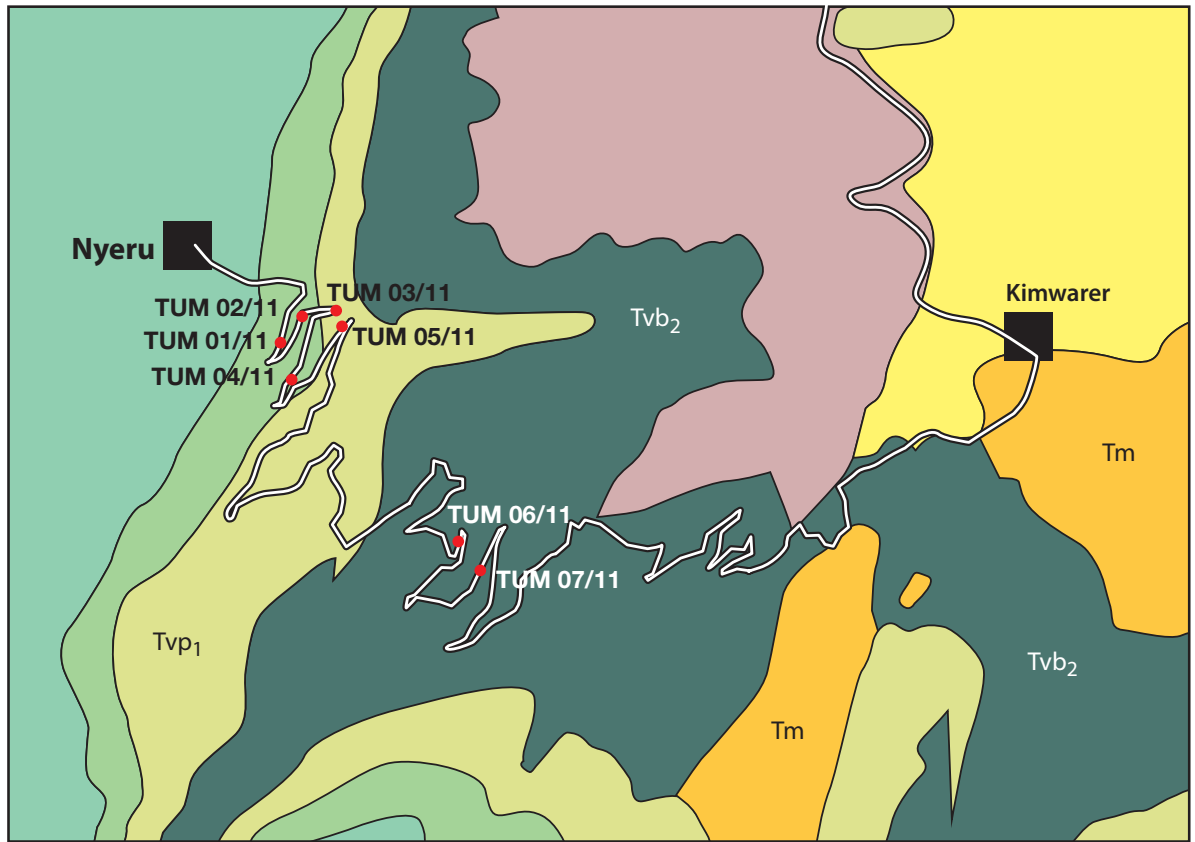 Nyeru
TUM 03/11
TUM 02/11
TUM 01/11
TUM 05/11
TUM 04/11
Kimwarer
Tvb2
Tm
TUM 06/11
TUM 07/11
Tvp1
Tvb2
Tm